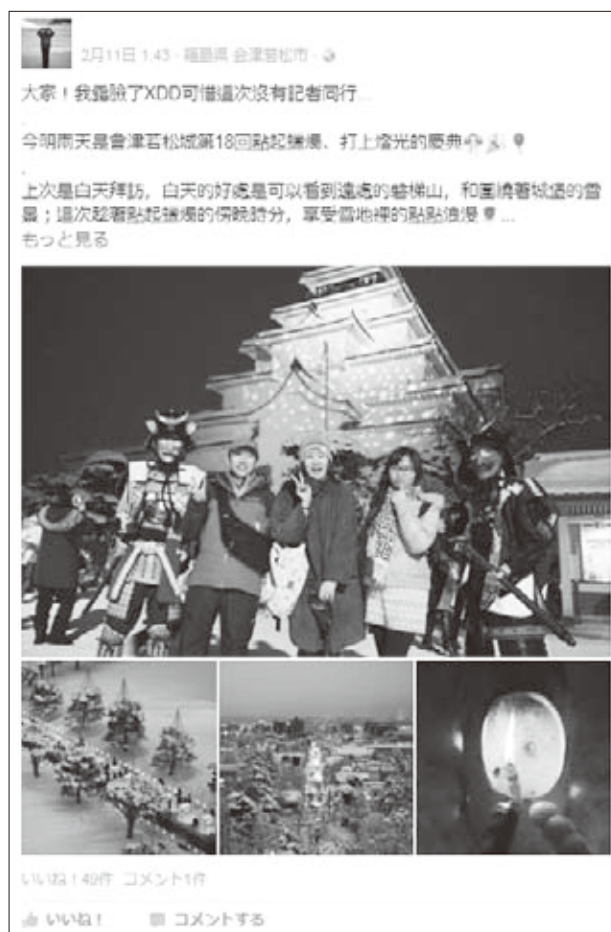 2月11日 1:43 · 福島県 会津若松市 ·
大家！我露臉了XDD可惜這次沒有記者同行...
.
今明兩天是會津若松城第18回點起蠟燭、打上燈光的慶典
.
上次是白天拜訪，白天的好處是可以看到遠處的磐梯山，和圍繞著城堡的雪
景；這次趁著點起蠟燭的傍晚時分，享受雪地裡的點點浪漫 ...
もっと見る
いいね！49件 コメント1件
いいね！ コメントする